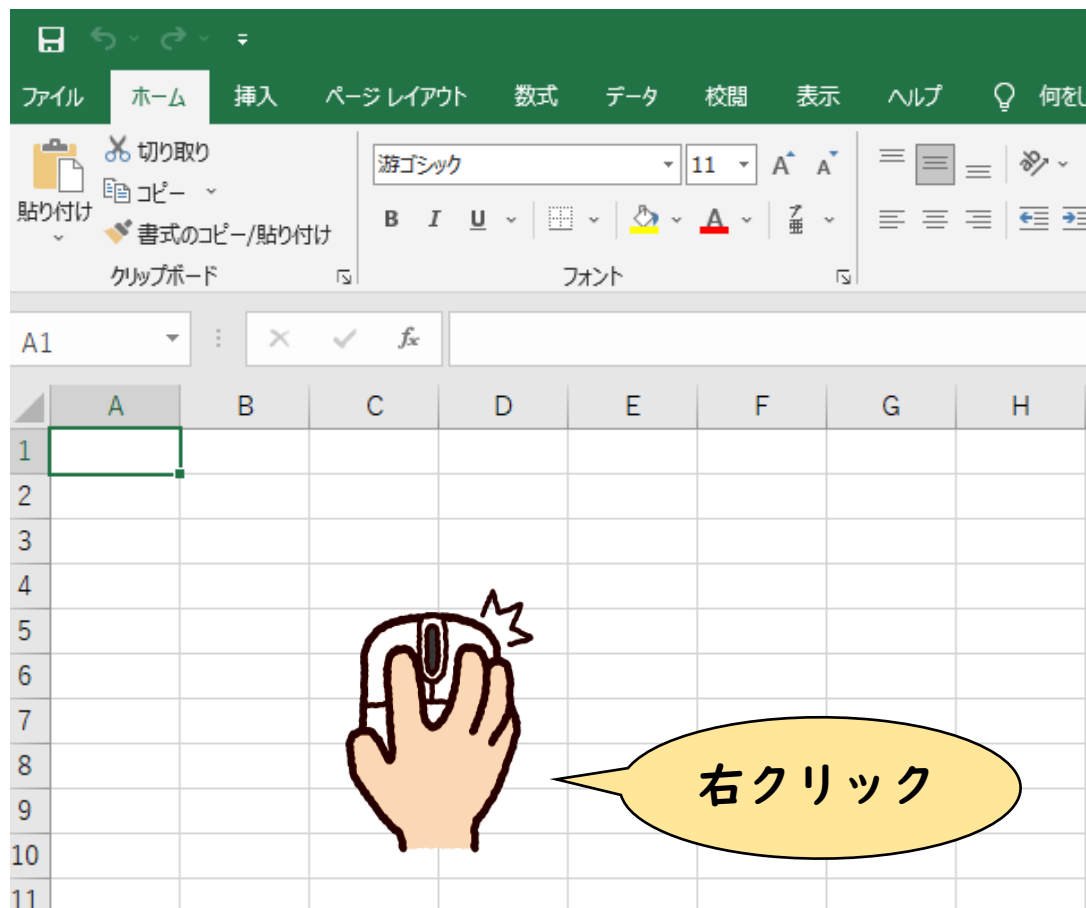 ファイル ホーム 挿入 ページ レイアウト 数式 データ 校閲 表示 ヘルプ 何をし
切り取り
コピー
貼り付け
書式のコピー/貼り付け
クリップボード
游ゴシック 11 A A
B I U A ア亜
フォント
A1 fx
A B C D E F G H
1
2
3
4
5
6
7
8
9
10
11
右クリック